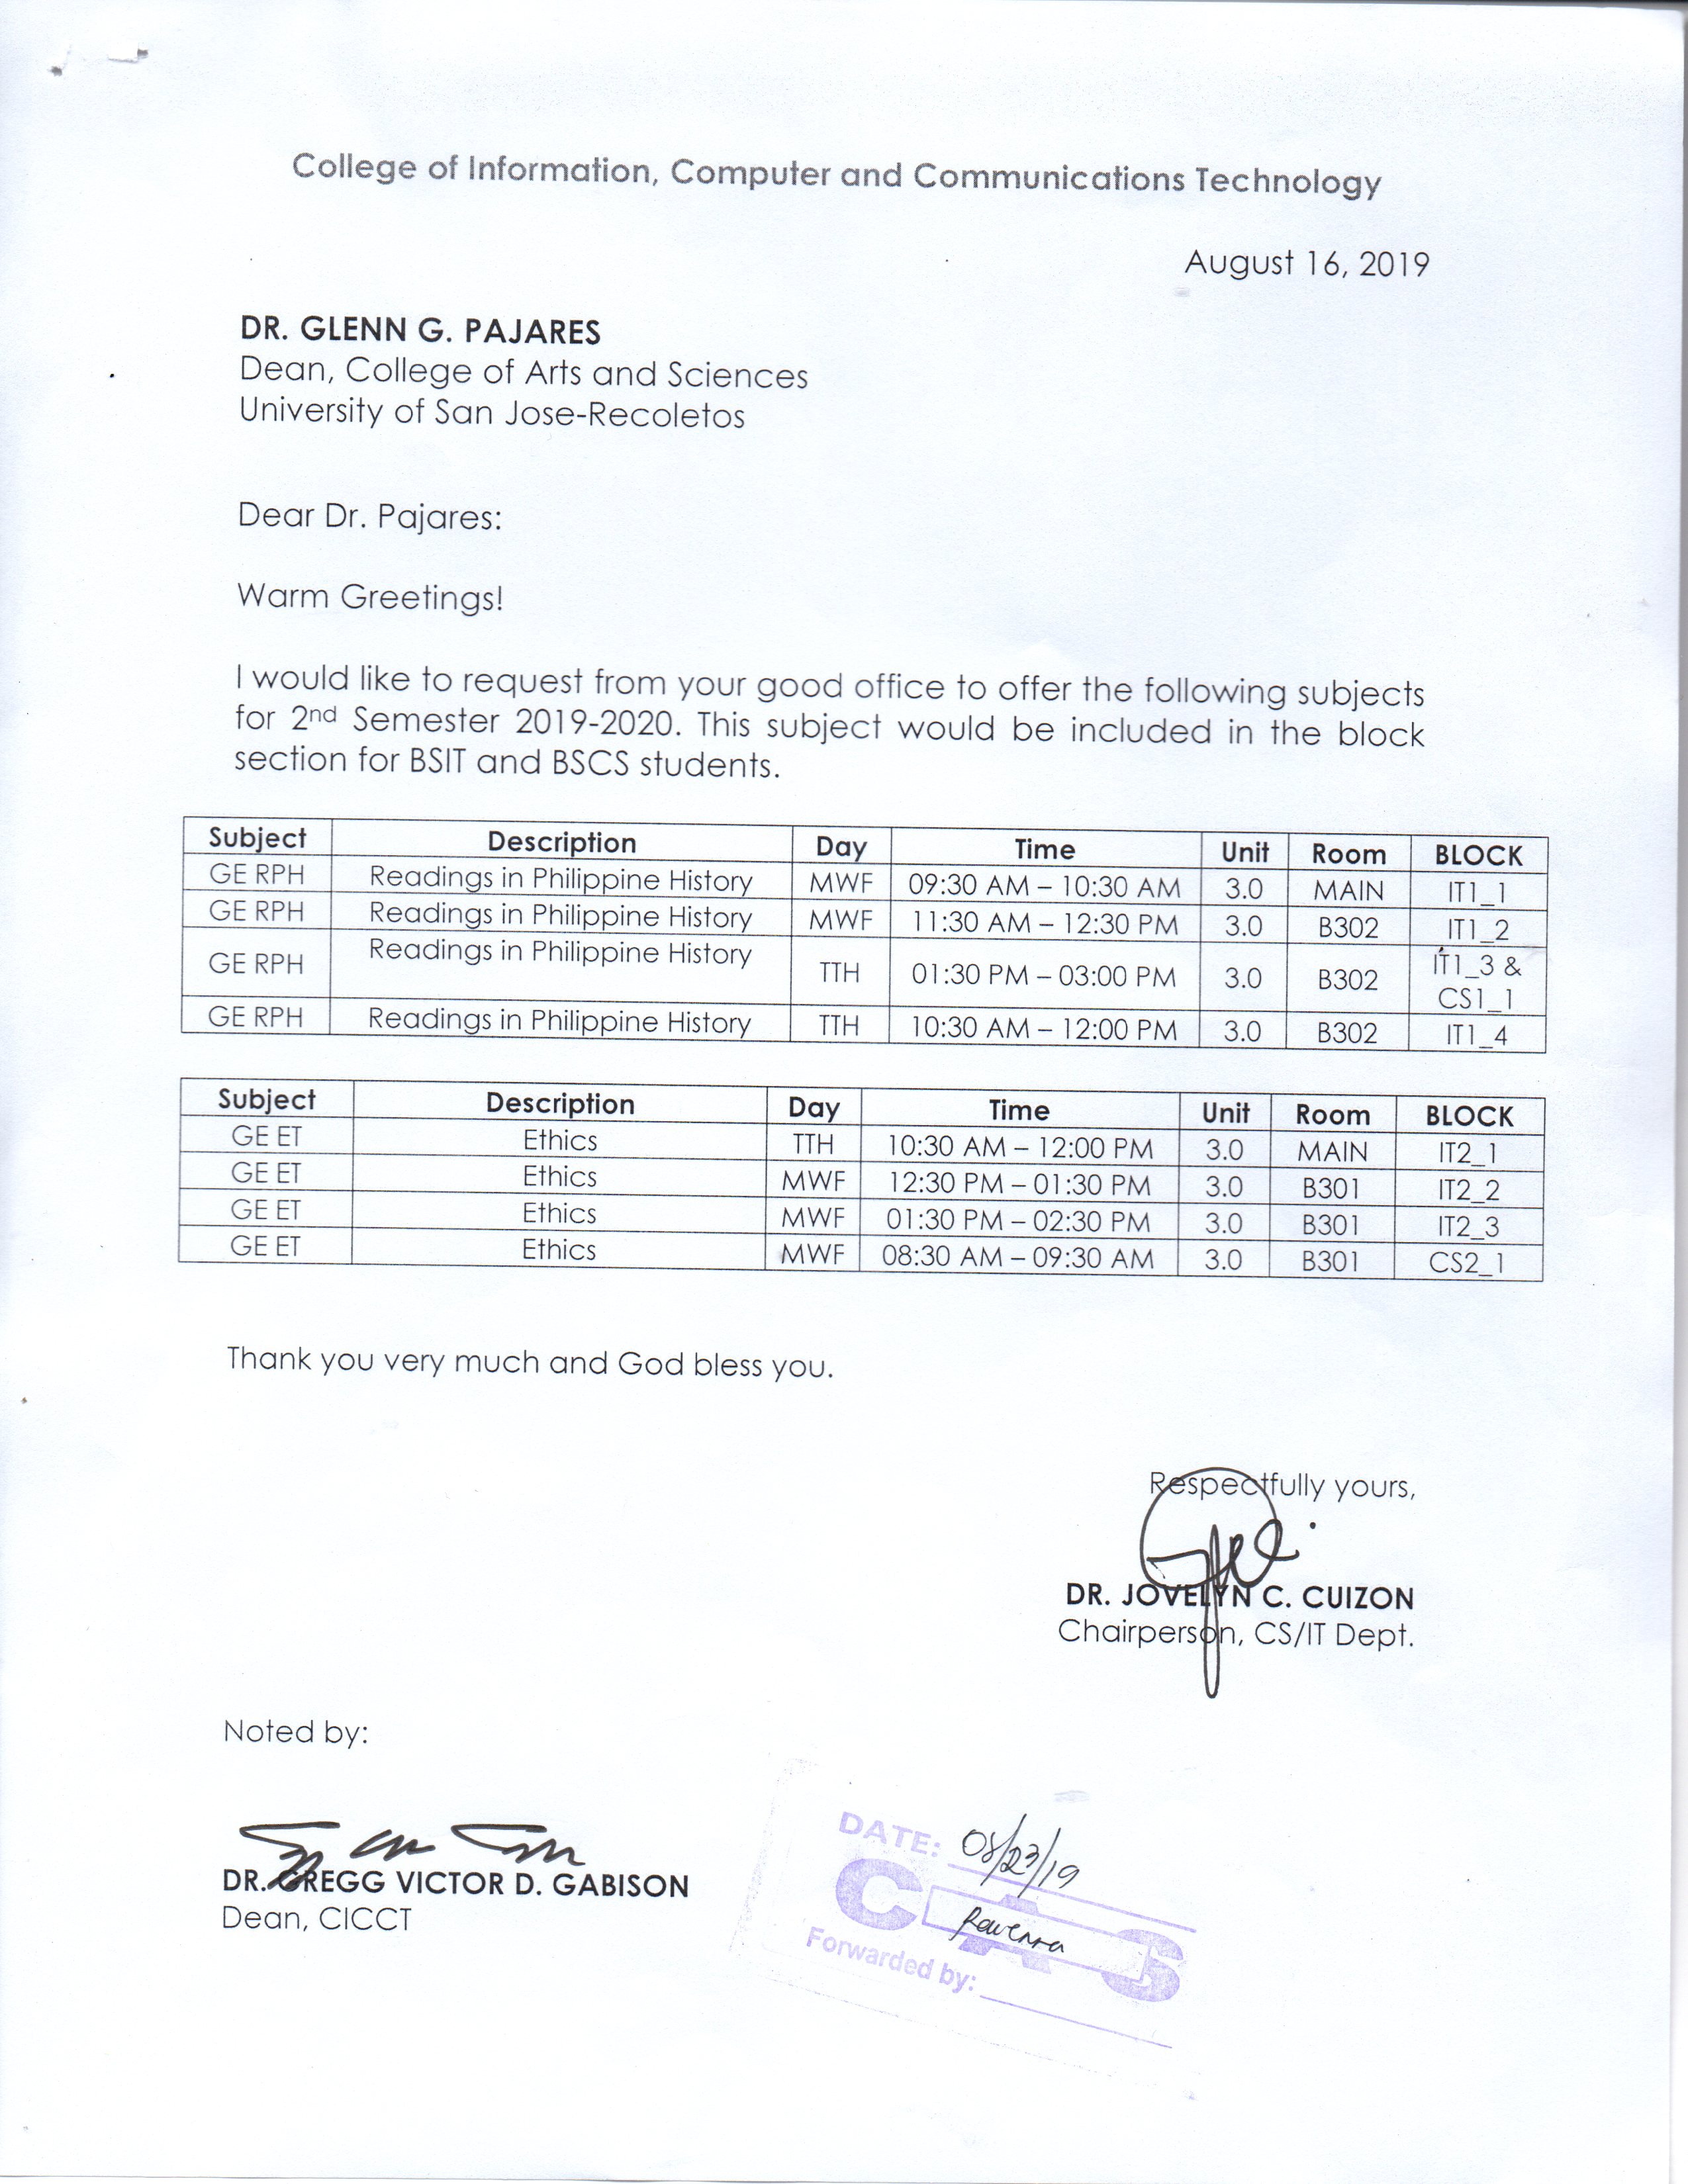 College of Information, Computer and Communications Technology
August 16, 2019
DR. GLENN G. PAJARES
Dean, College of Arts and Sciences
University of San Jose-Recoletos
Dear Dr. Pajares:
Warm Greetings!
I would like to request from your good office to offer the following subjects
for 2nd Semester 2019-2020. This subject would be included in the block
section for BSIT and BSCS students.
Subject Description Day Time Unit Room BLOCK
GE RPH Readings in Philippine History MWF 09:30 AM – 10:30 AM 3.0 MAIN IT1_1
GE RPH Readings in Philippine History MWF 11:30 AM – 12:30 PM 3.0 B302 IT1_2
GE RPH Readings in Philippine History TTH 01:30 PM – 03:00 PM 3.0 B302 IT1_3 &
CS1_1
GE RPH Readings in Philippine History TTH 10:30 AM – 12:00 PM 3.0 B302 IT1_4
Subject Description Day Time Unit Room BLOCK
GE ET Ethics TTH 10:30 AM – 12:00 PM 3.0 MAIN IT2_1
GE ET Ethics MWF 12:30 PM – 01:30 PM 3.0 B301 IT2_2
GE ET Ethics MWF 01:30 PM – 02:30 PM 3.0 B301 IT2_3
GE ET Ethics MWF 08:30 AM – 09:30 AM 3.0 B301 CS2_1
Thank you very much and God bless you.
Respectfully yours,
DR. JOVELYN C. CUIZON
Chairperson, CS/IT Dept.
Noted by:
DR. GREGG VICTOR D. GABISON
Dean, CICCT
DATE: 08/23/19
CAS
Forwarded by: